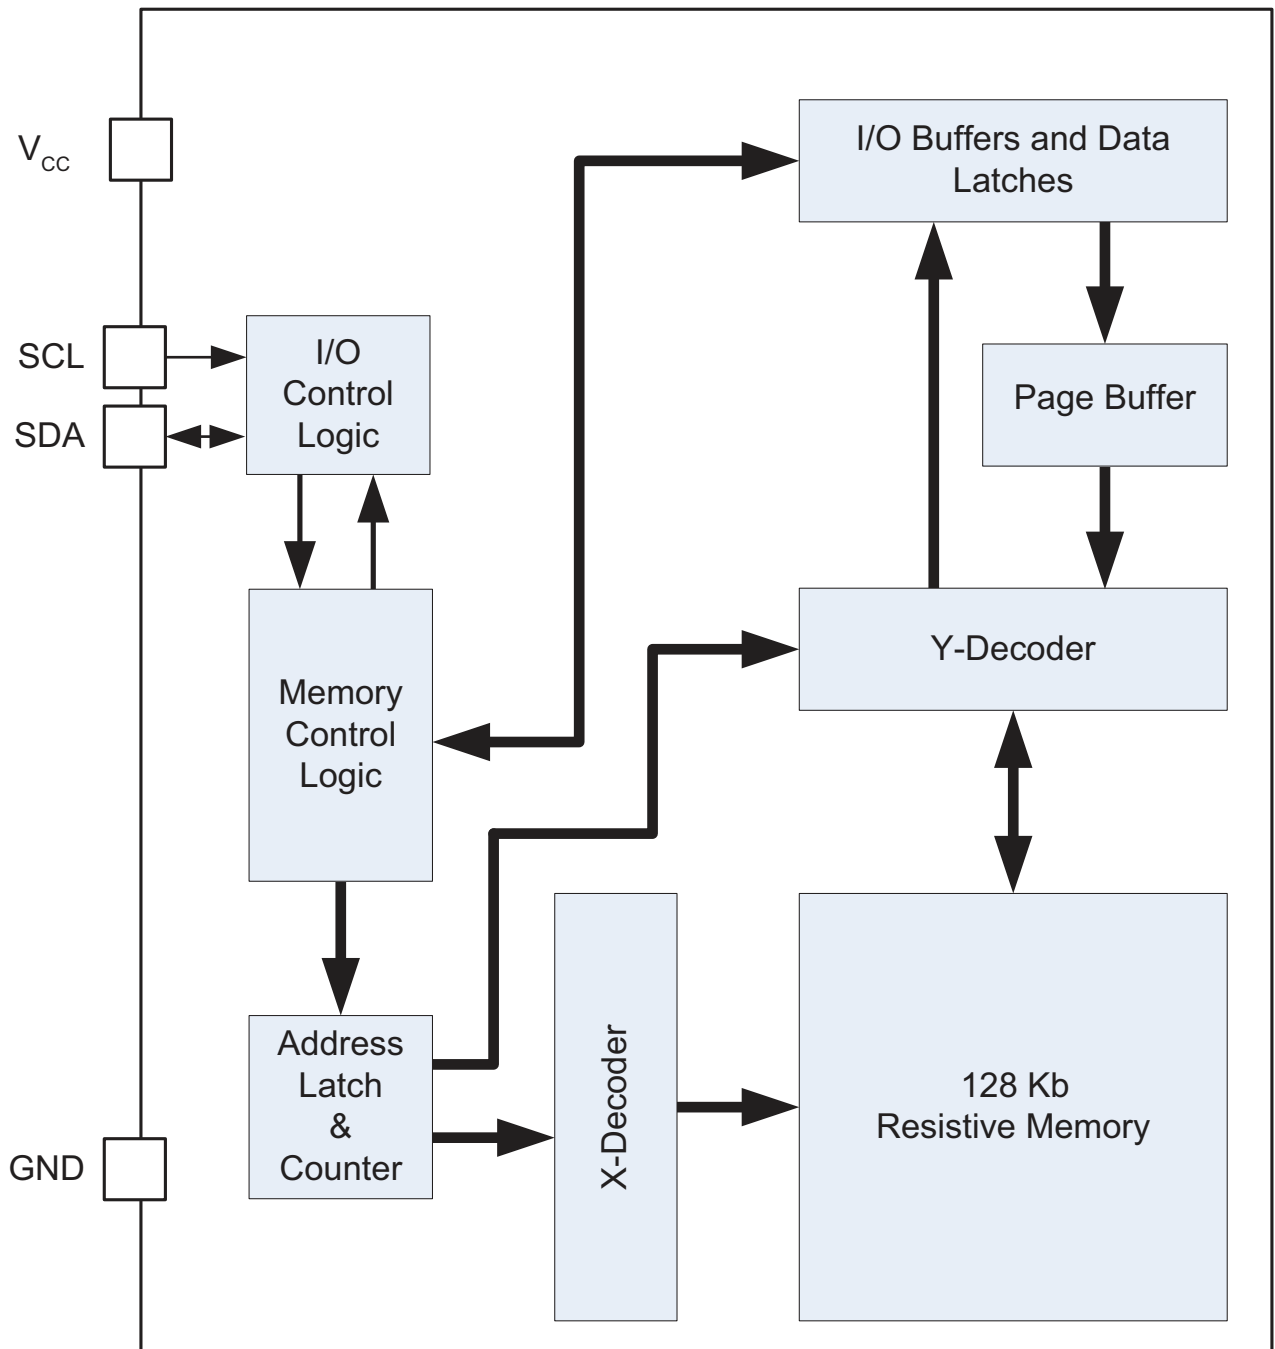 V_CC
I/O Buffers and Data
Latches
SCL
I/O
Control
Logic
Page Buffer
SDA
Y-Decoder
Memory
Control
Logic
Address
Latch
&
Counter
X-Decoder
128 Kb
Resistive Memory
GND